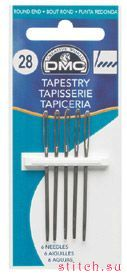 ROUND END • BOUT ROND • PUNTA REDONDA
28
DMC
TAPESTRY
TAPISSERIE
TAPICERIA
6 NEEDLES
6 AIGUILLES
6 AGUJAS
stitch.su